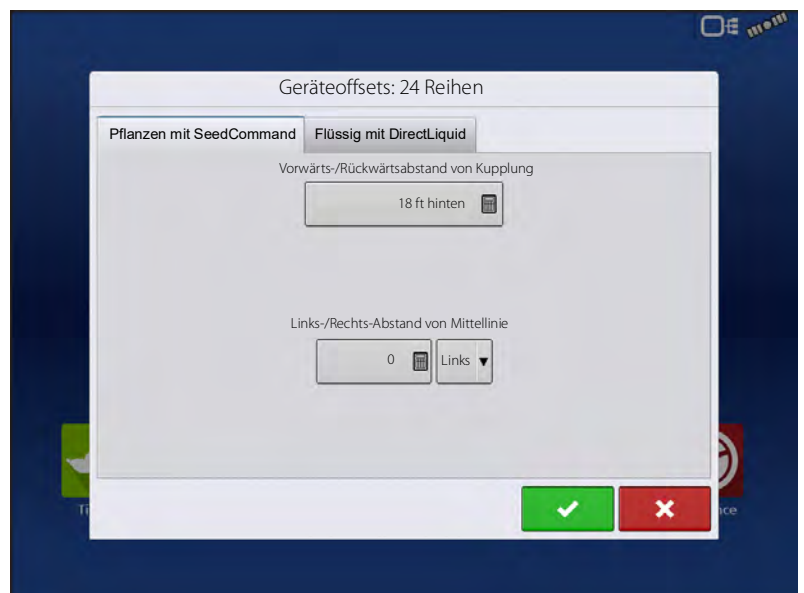 Geräteoffsets: 24 Reihen
Pflanzen mit SeedCommand Flüssig mit DirectLiquid
Vorwärts-/Rückwärtsabstand von Kupplung
18 ft hinten
Links-/Rechts-Abstand von Mittellinie
0 Links